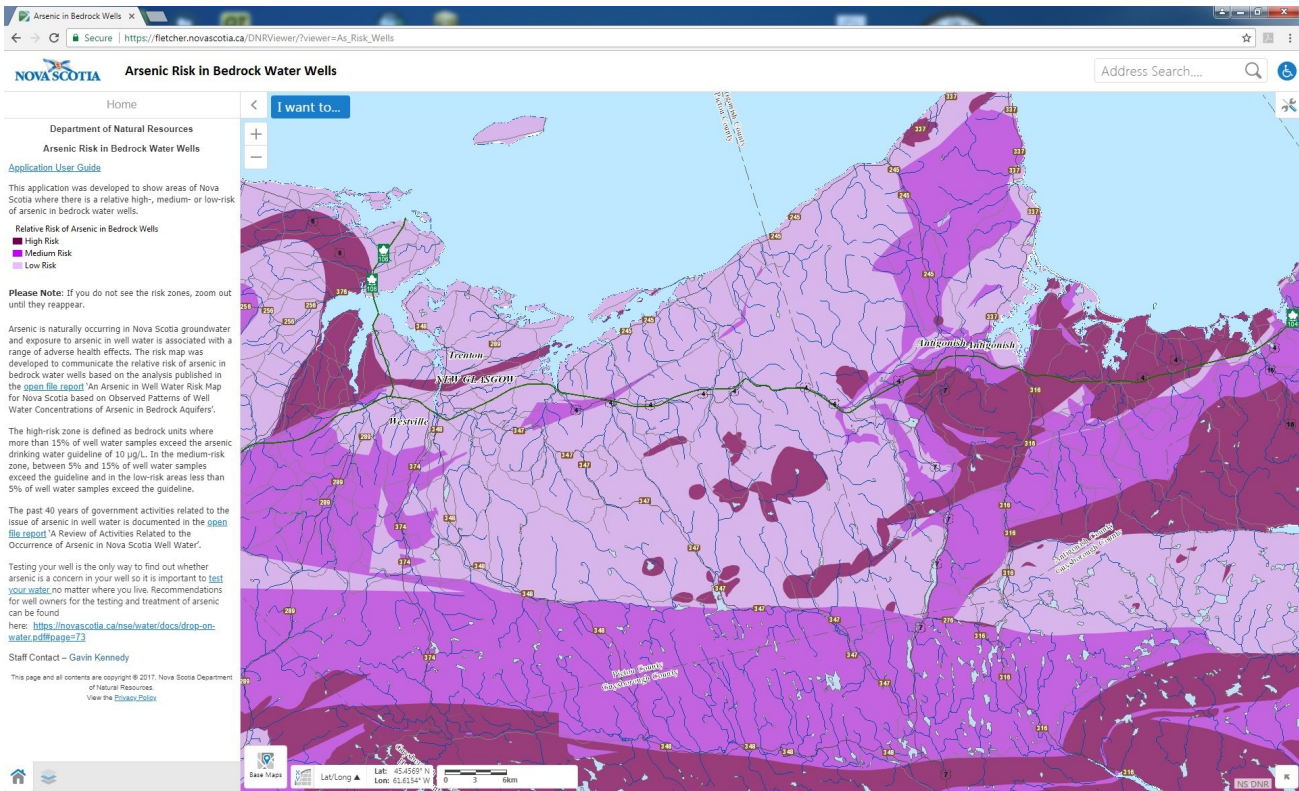 Arsenic in Bedrock Wells
Secure
https://fletcher.novascotia.ca/DNRViewer/?viewer=As_Risk_Wells
NOVA SCOTIA
Arsenic Risk in Bedrock Water Wells
Address Search....
Home
I want to...
Department of Natural Resources
Arsenic Risk in Bedrock Water Wells
Application User Guide
This application was developed to show areas of Nova
Scotia where there is a relative high-, medium- or low-risk
of arsenic in bedrock water wells.
Relative Risk of Arsenic in Bedrock Wells
High Risk
Medium Risk
Low Risk
Please Note: If you do not see the risk zones, zoom out
until they reappear.
Arsenic is naturally occurring in Nova Scotia groundwater
and exposure to arsenic in well water is associated with a
range of adverse health effects. The risk map was
developed to communicate the relative risk of arsenic in
bedrock water wells based on the analysis published in
the open file report 'An Arsenic in Well Water Risk Map
for Nova Scotia based on Observed Patterns of Well
Water Concentrations of Arsenic in Bedrock Aquifers'.
The high-risk zone is defined as bedrock units where
more than 15% of well water samples exceed the arsenic
drinking water guideline of 10 µg/L. In the medium-risk
zone, between 5% and 15% of well water samples
exceed the guideline and in the low-risk areas less than
5% of well water samples exceed the guideline.
The past 40 years of government activities related to the
issue of arsenic in well water is documented in the open
file report 'A Review of Activities Related to the
Occurrence of Arsenic in Nova Scotia Well Water'.
Testing your well is the only way to find out whether
arsenic is a concern in your well so it is important to test
your water no matter where you live. Recommendations
for well owners for the testing and treatment of arsenic
can be found
here: https://novascotia.ca/nse/water/docs/drop-on-
water.pdf#page=73
Staff Contact – Gavin Kennedy
This page and all contents are copyright © 2017, Nova Scotia Department
of Natural Resources.
View the Privacy Policy
Antigonish County
Pictou County
337
245
106
376
256
348
289
Trenton
NEW GLASGOW
Westville
347
374
Antigonish
Antigonish
104
4
7
316
16
276
Antigonish County
Guysborough County
Pictou County
Guysborough County
Base Maps
Lat/Long
Lat: 45.4569° N
Lon: 61.6154° W
0 3 6km
NS DNR